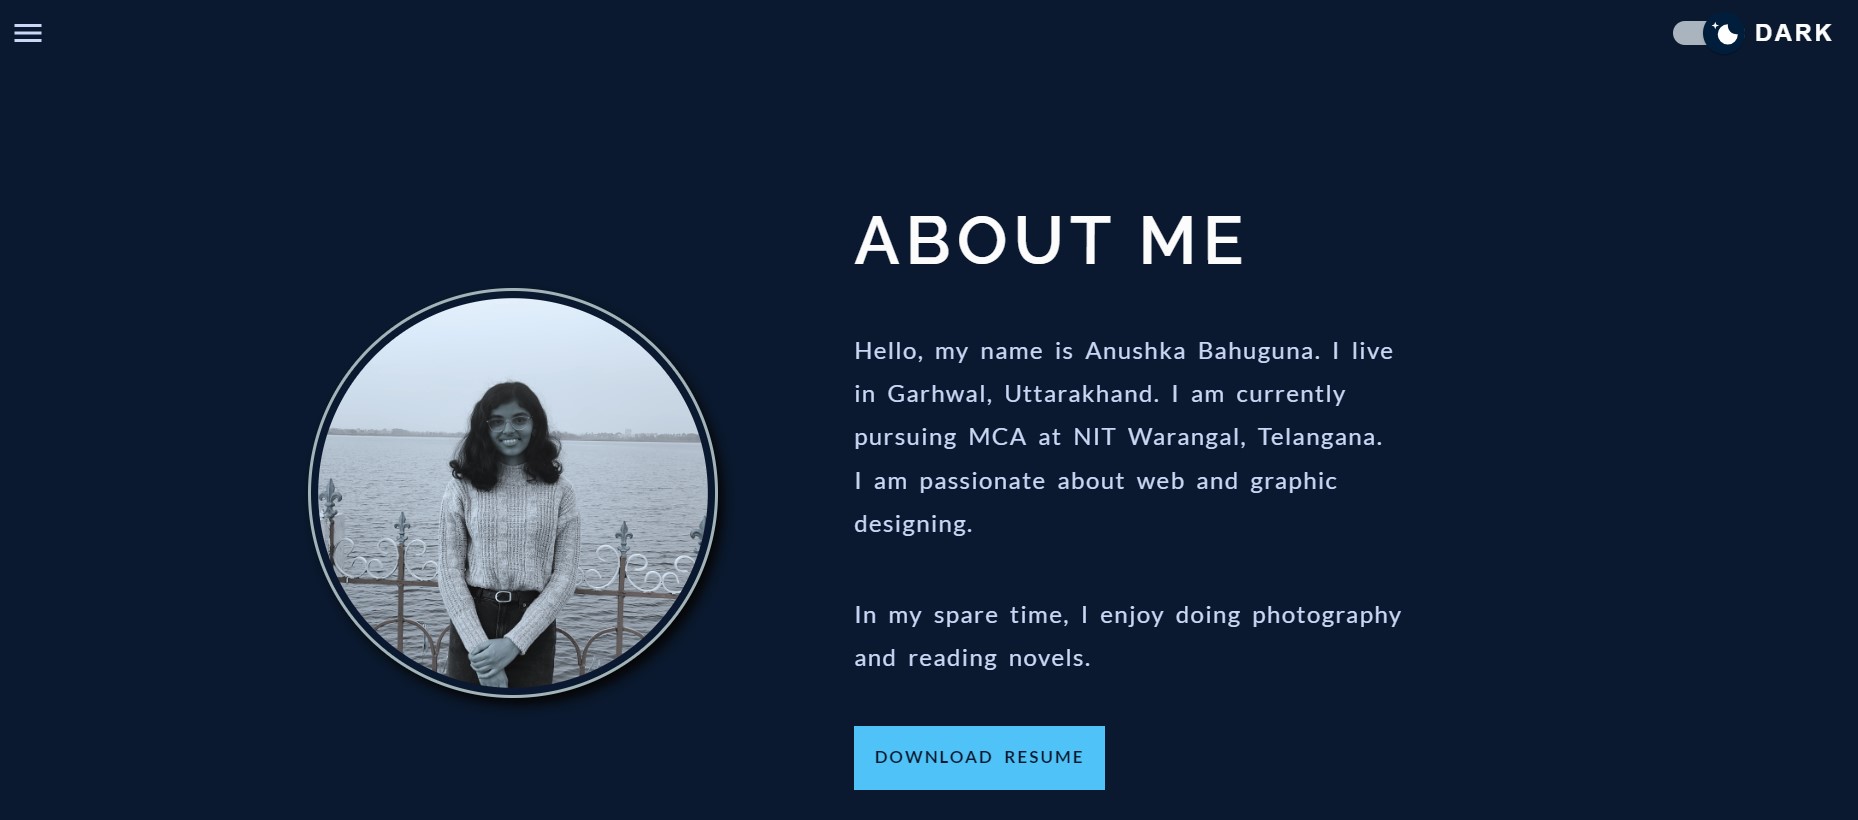 DARK
ABOUT ME
Hello, my name is Anushka Bahuguna. I live
in Garhwal, Uttarakhand. I am currently
pursuing MCA at NIT Warangal, Telangana.
I am passionate about web and graphic
designing.
In my spare time, I enjoy doing photography
and reading novels.
DOWNLOAD RESUME